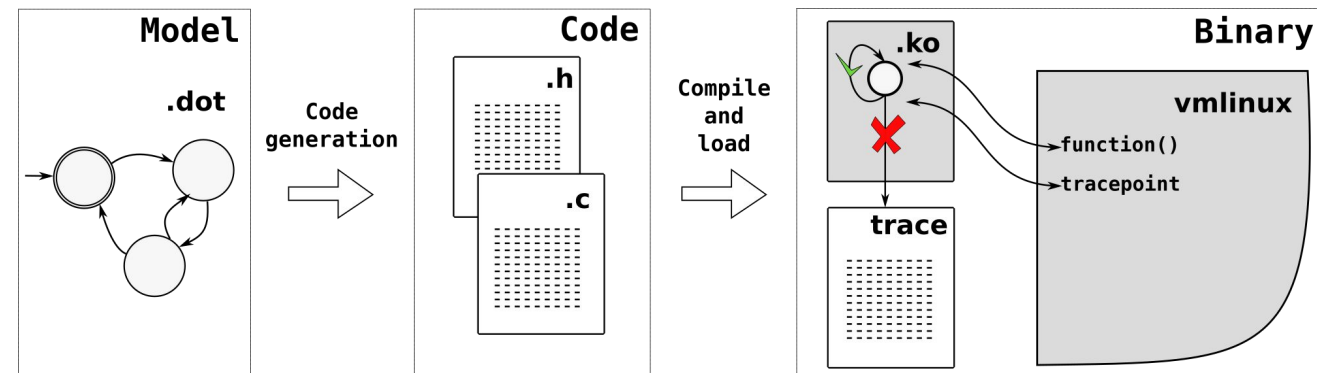 Model
.dot
Code
generation
Code
.h
.c
Compile
and
load
Binary
.ko
vmlinux
function()
tracepoint
trace